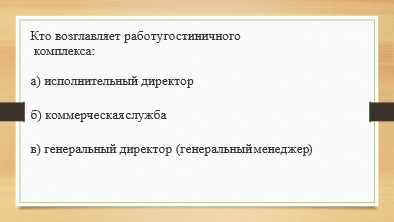 Кто возглавляет работугостиничного
комплекса:
а) исполнительный директор
б) коммерческаяслужба
в) генеральный директор (генеральныйменеджер)